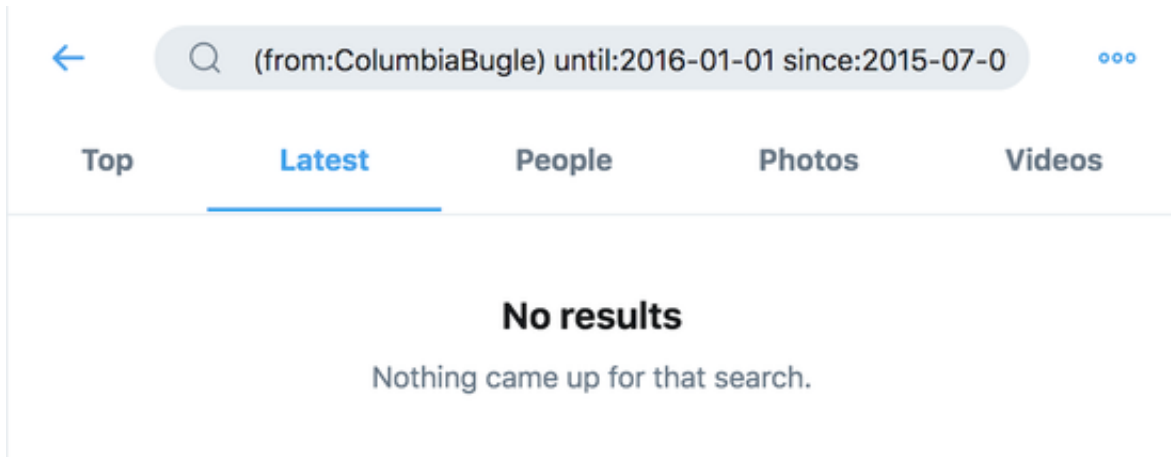 (from:ColumbiaBugle) until:2016-01-01 since:2015-07-0
Top Latest People Photos Videos
No results
Nothing came up for that search.